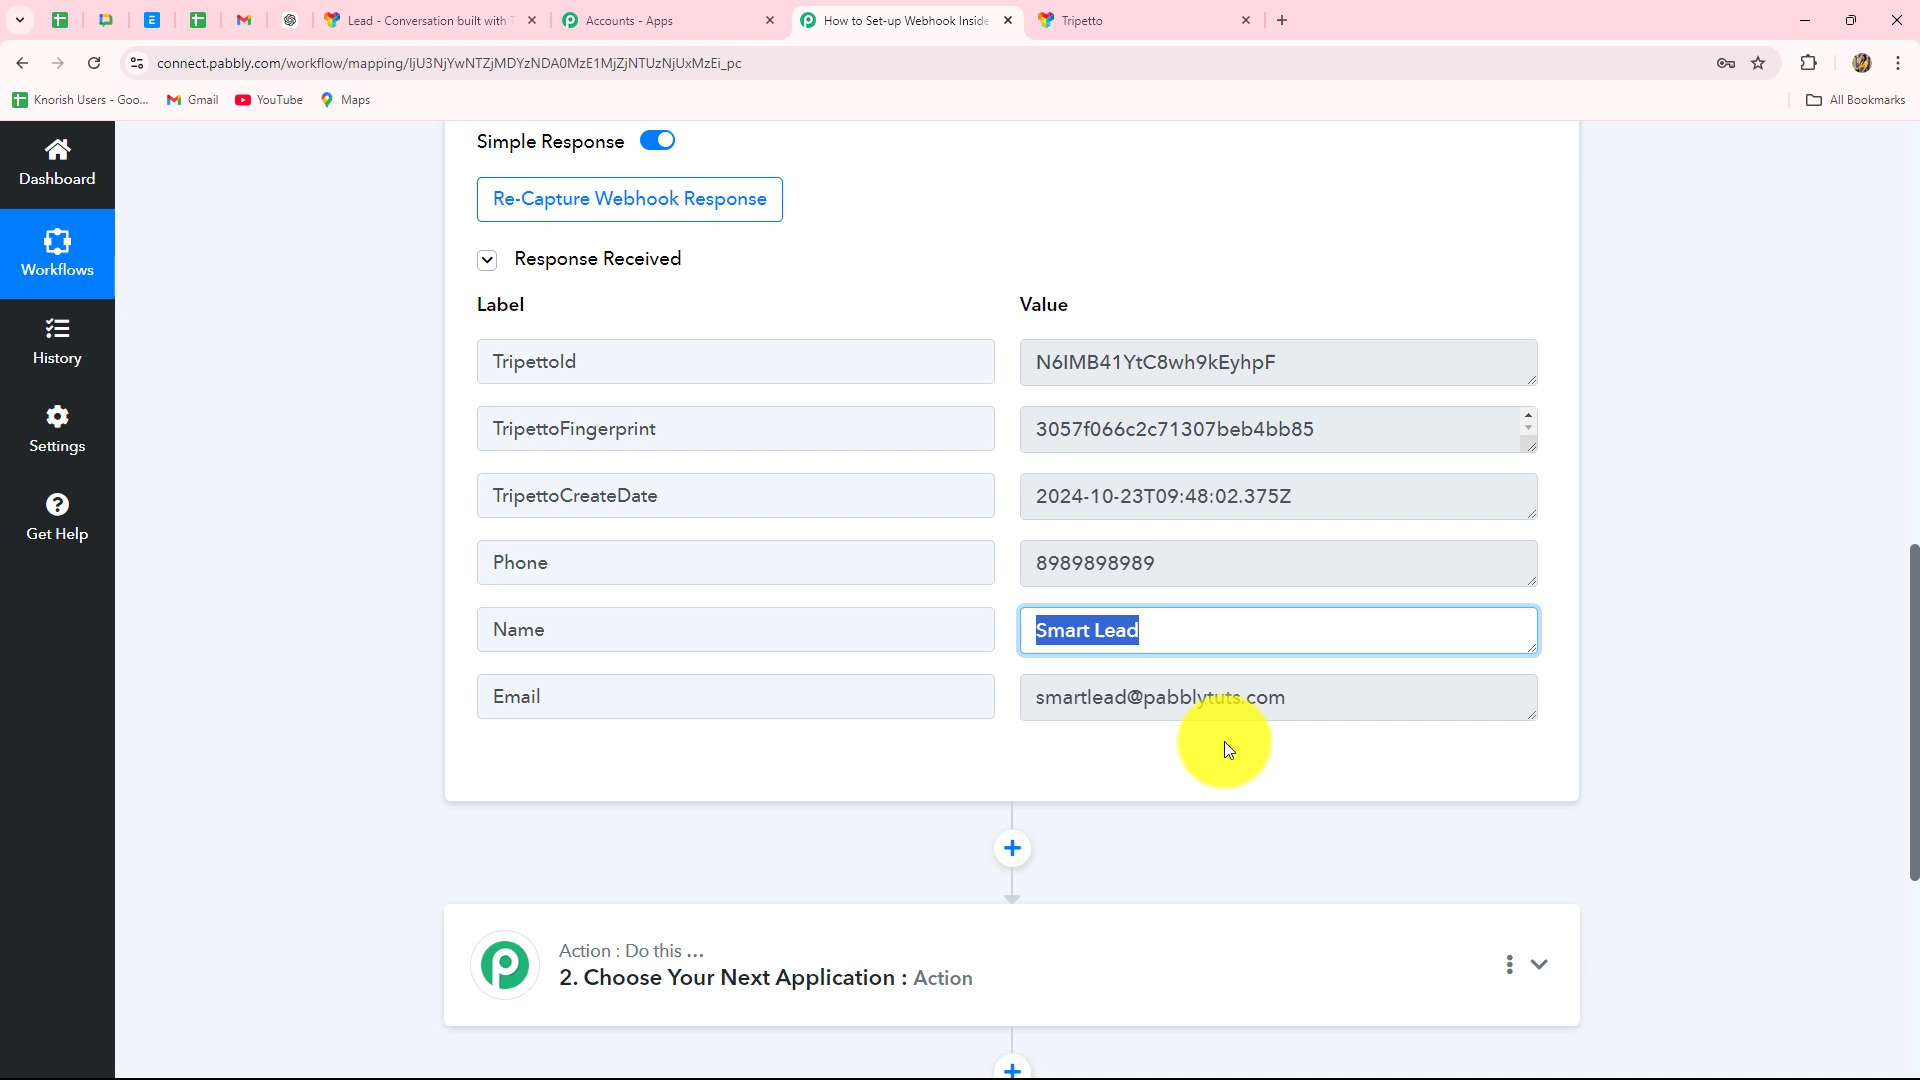 Lead - Conversation built with
Accounts - Apps
How to Set-up Webhook Inside
Tripetto
connect.pabbly.com/workflow/mapping/IjU3NjYwNTZjMDYzNDA0MzE1MjZjNTUzNjUxMzEi_pc
Knorish Users - Goo...
Gmail
YouTube
Maps
All Bookmarks
Dashboard
Workflows
History
Settings
Get Help
Simple Response
Re-Capture Webhook Response
Response Received
Label Value
TripettoId N6IMB41YtC8wh9kEyhpF
TripettoFingerprint 3057f066c2c71307beb4bb85
TripettoCreateDate 2024-10-23T09:48:02.375Z
Phone 8989898989
Name Smart Lead
Email smartlead@pabblytuts.com
Action : Do this ...
2. Choose Your Next Application : Action